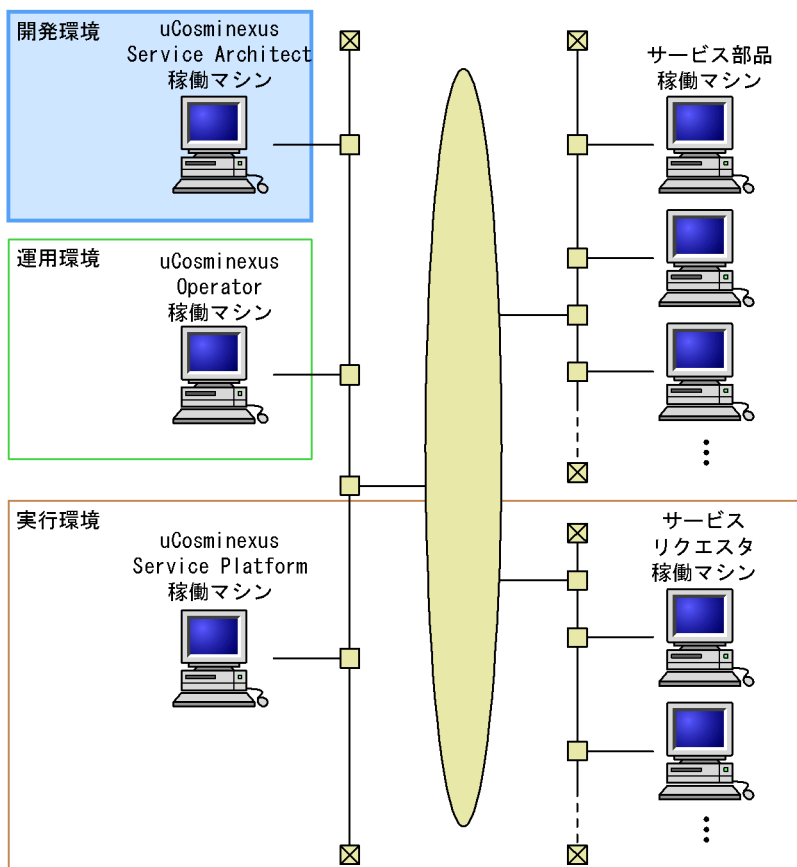 開発環境
uCosminexus
Service Architect
稼働マシン
サービス部品
稼働マシン
運用環境
uCosminexus
Operator
稼働マシン
実行環境
uCosminexus
Service Platform
稼働マシン
サービス
リクエスタ
稼働マシン